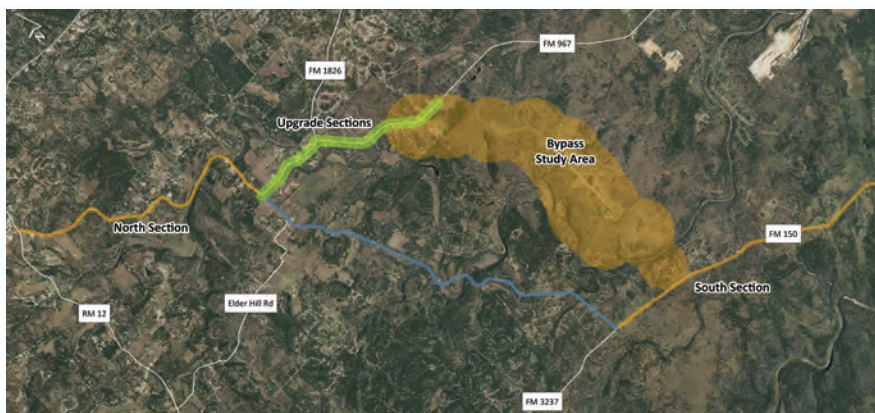 FM 967
FM 1826
Upgrade Sections
Bypass
Study Area
North Section
FM 150
South Section
Elder Hill Rd
RM 12
FM 3237
N